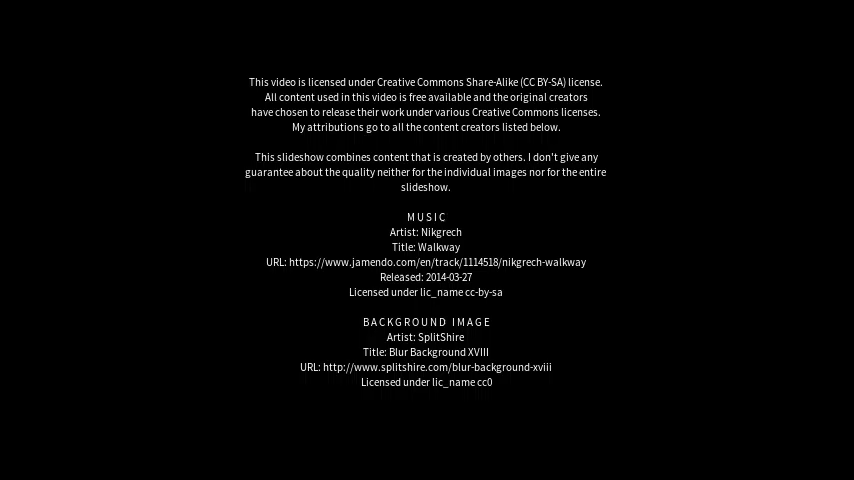 This video is licensed under Creative Commons Share-Alike (CC BY-SA) license.
All content used in this video is free available and the original creators
have chosen to release their work under various Creative Commons licenses.
My attributions go to all the content creators listed below.
This slideshow combines content that is created by others. I don't give any
guarantee about the quality neither for the individual images nor for the entire
slideshow.
MUSIC
Artist: Nikgrech
Title: Walkway
URL: https://www.jamendo.com/en/track/1114518/nikgrech-walkway
Released: 2014-03-27
Licensed under lic_name cc-by-sa
BACKGROUND IMAGE
Artist: SplitShire
Title: Blur Background XVIII
URL: http://www.splitshire.com/blur-background-xviii
Licensed under lic_name cc0